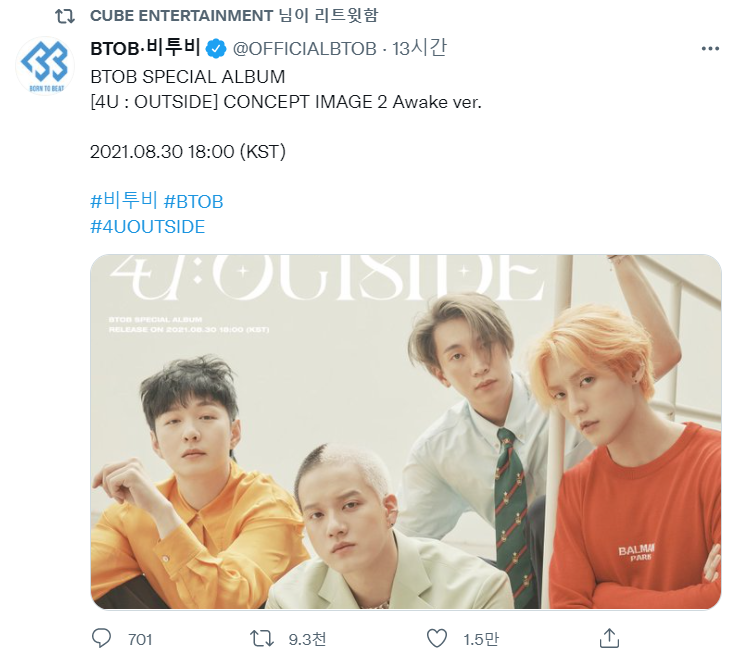 CUBE ENTERTAINMENT 님이 리트윗함
BTOB·비투비 @OFFICIALBTOB · 13시간
BORN TO BEAT
BTOB SPECIAL ALBUM
[4U : OUTSIDE] CONCEPT IMAGE 2 Awake ver.
2021.08.30 18:00 (KST)
#비투비 #BTOB
#4UOUTSIDE
4U:OUTSIDE
BTOB SPECIAL ALBUM
RELEASE ON 2021.08.30 18:00 (KST)
BALMAI
PARIS
701 9.3천 1.5만